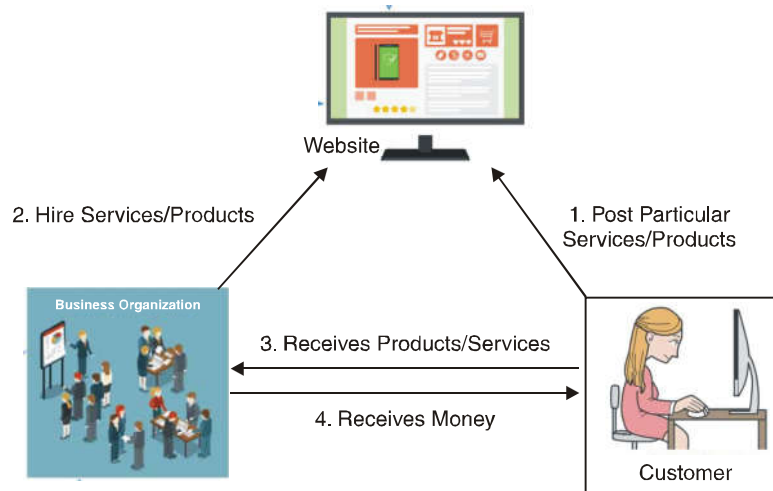 Website
2. Hire Services/Products
1. Post Particular
Services/Products
Business Organization
3. Receives Products/Services
4. Receives Money
Customer